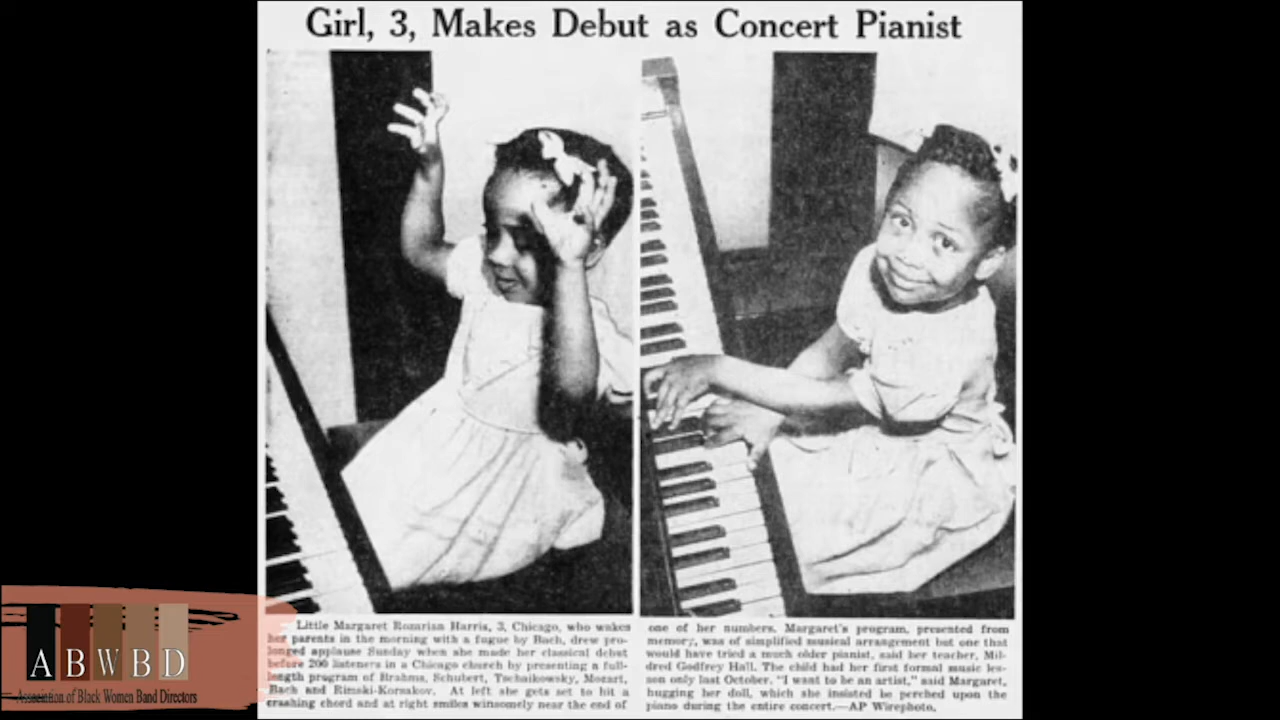 Girl, 3, Makes Debut as Concert Pianist
Little Margaret Rozarian Harris, 3, Chicago, who wakes
her parents in the morning with a fugue by Bach, drew pro-
longed applause Sunday when she made her classical debut
before 200 listeners in a Chicago church by presenting a full-
length program of Brahms, Schubert, Tschaikowsky, Mozart,
Bach and Rimski-Korsakov. At left she gets set to hit a
crashing chord and at right smiles winsomely near the end of
one of her numbers. Margaret's program, presented from
memory, was of simplified musical arrangement but one that
would have tried a much older pianist, said her teacher, Mil-
dred Godfrey Hall. The child had her first formal music les-
son only last October. "I want to be an artist," said Margaret,
hugging her doll, which she insisted be perched upon the
piano during the entire concert.—AP Wirephoto.
ABWBD
Association of Black Women Band Directors